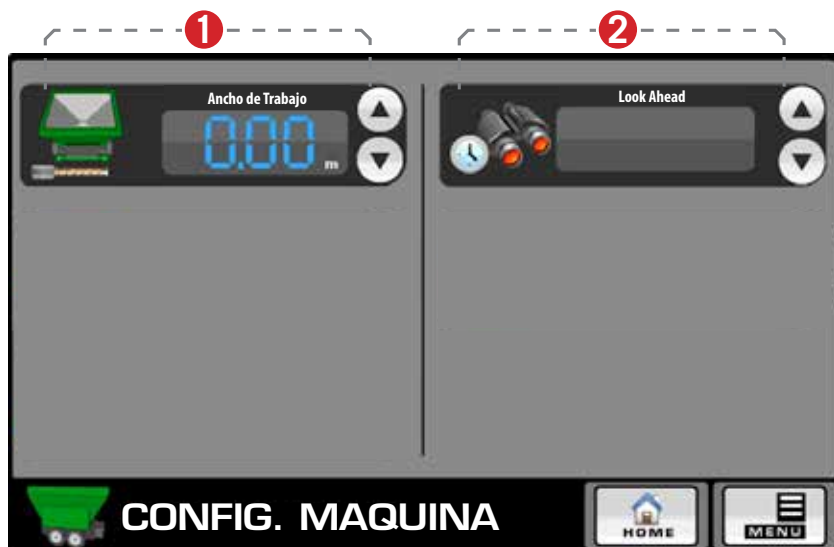 1
2
Ancho de Trabajo
0.00 m
Look Ahead
CONFIG. MAQUINA
HOME
MENU